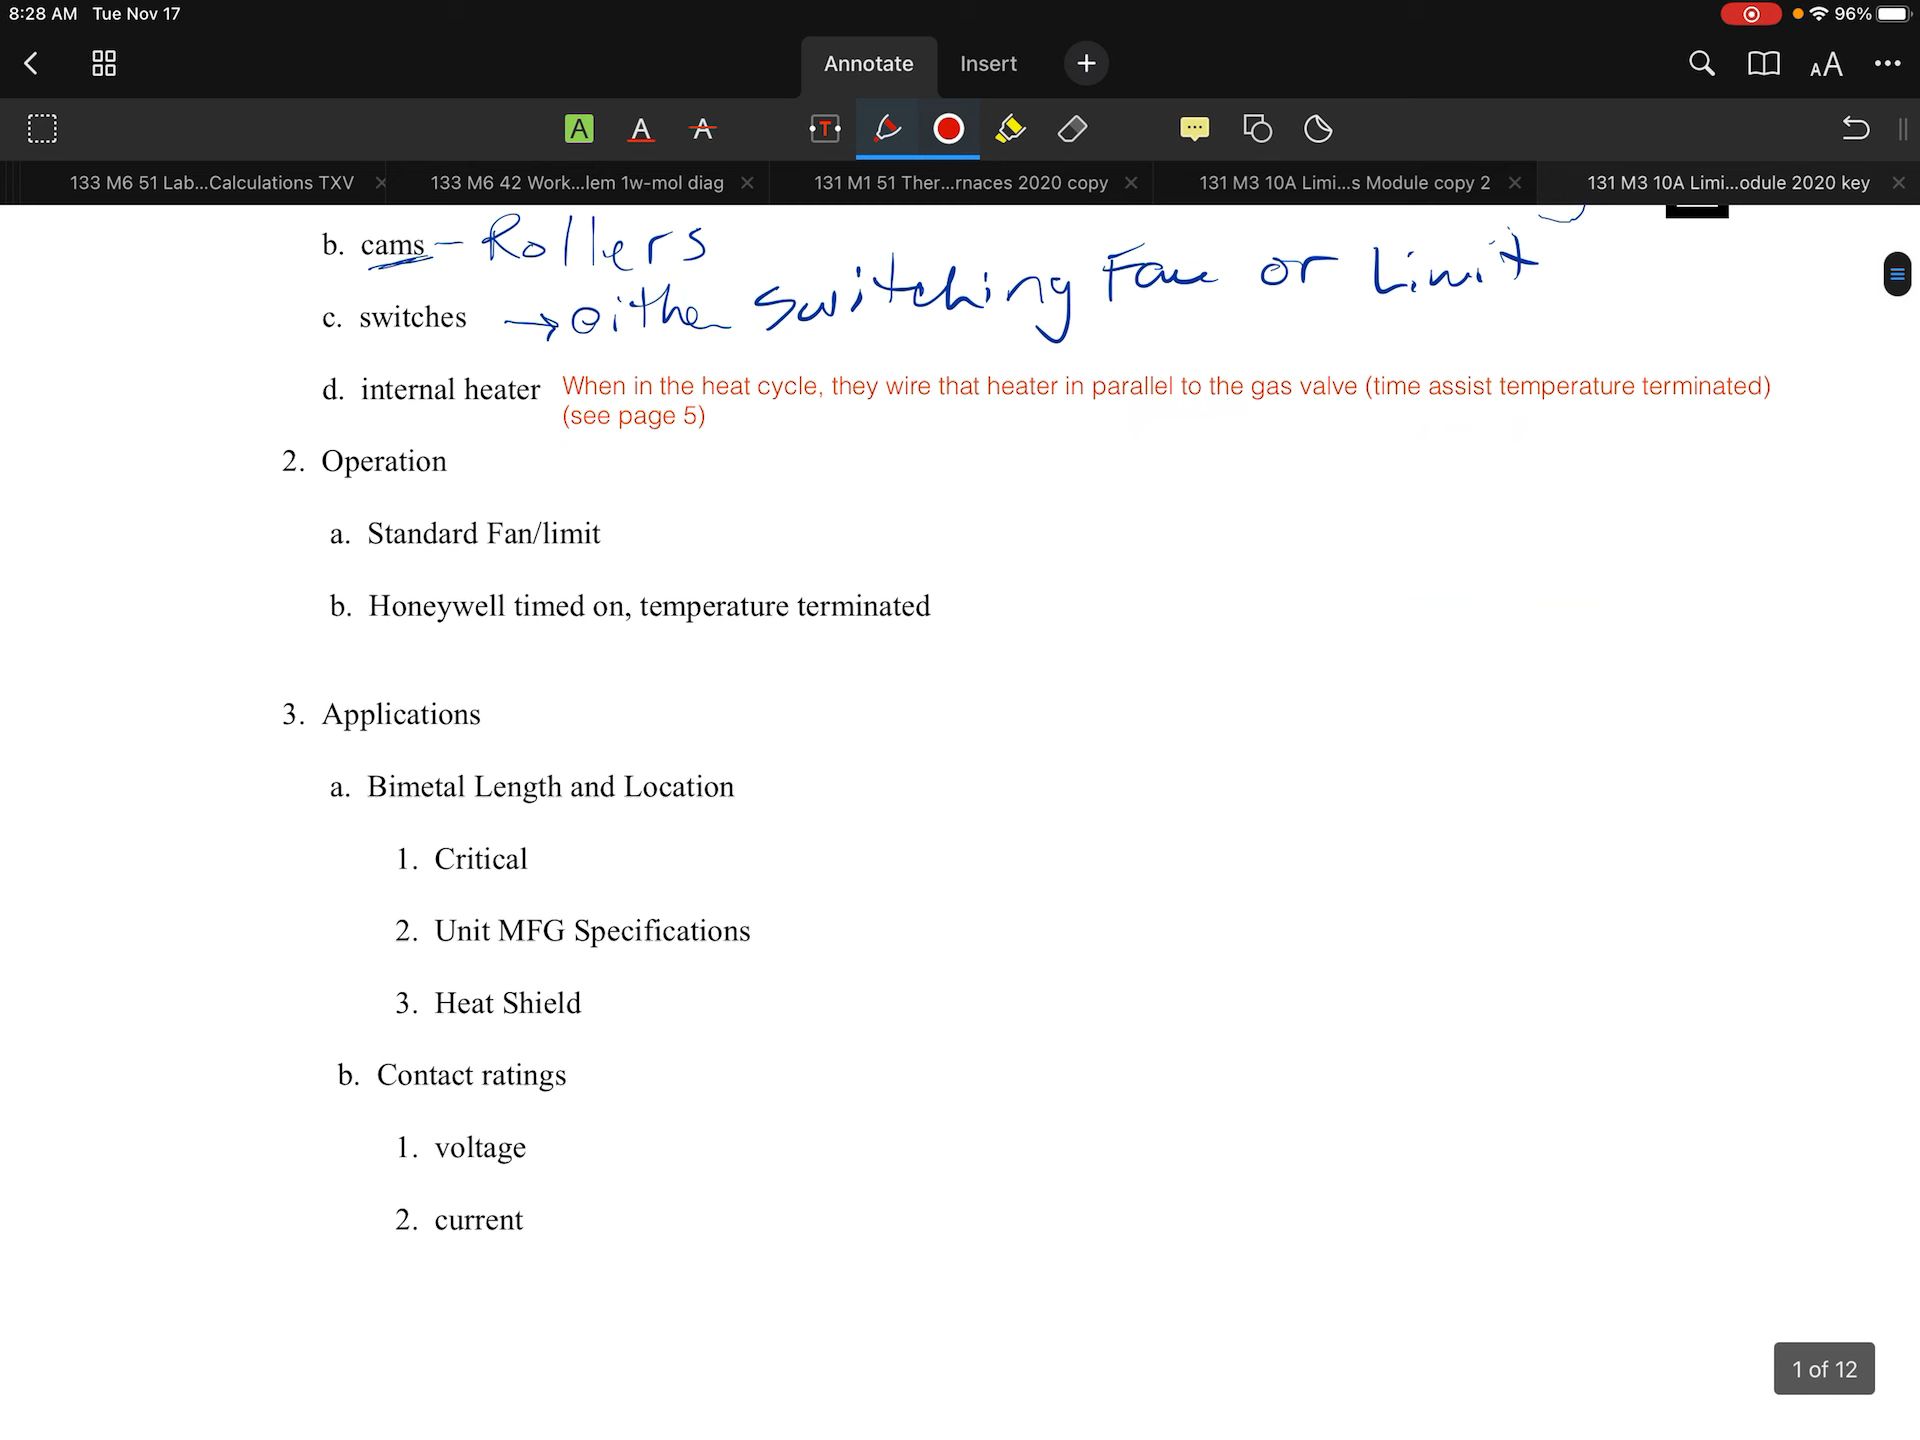 8:28 AM Tue Nov 17
96%
Annotate Insert
AA
A A A T
133 M6 51 Lab...Calculations TXV
133 M6 42 Work...lem 1w-mol diag
131 M1 51 Ther...rnaces 2020 copy
131 M3 10A Limi...s Module copy 2
131 M3 10A Limi...odule 2020 key
b. cams - Rollers
c. switches → either switching Fan or Limit
d. internal heater When in the heat cycle, they wire that heater in parallel to the gas valve (time assist temperature terminated)
(see page 5)
2. Operation
a. Standard Fan/limit
b. Honeywell timed on, temperature terminated
3. Applications
a. Bimetal Length and Location
1. Critical
2. Unit MFG Specifications
3. Heat Shield
b. Contact ratings
1. voltage
2. current
1 of 12